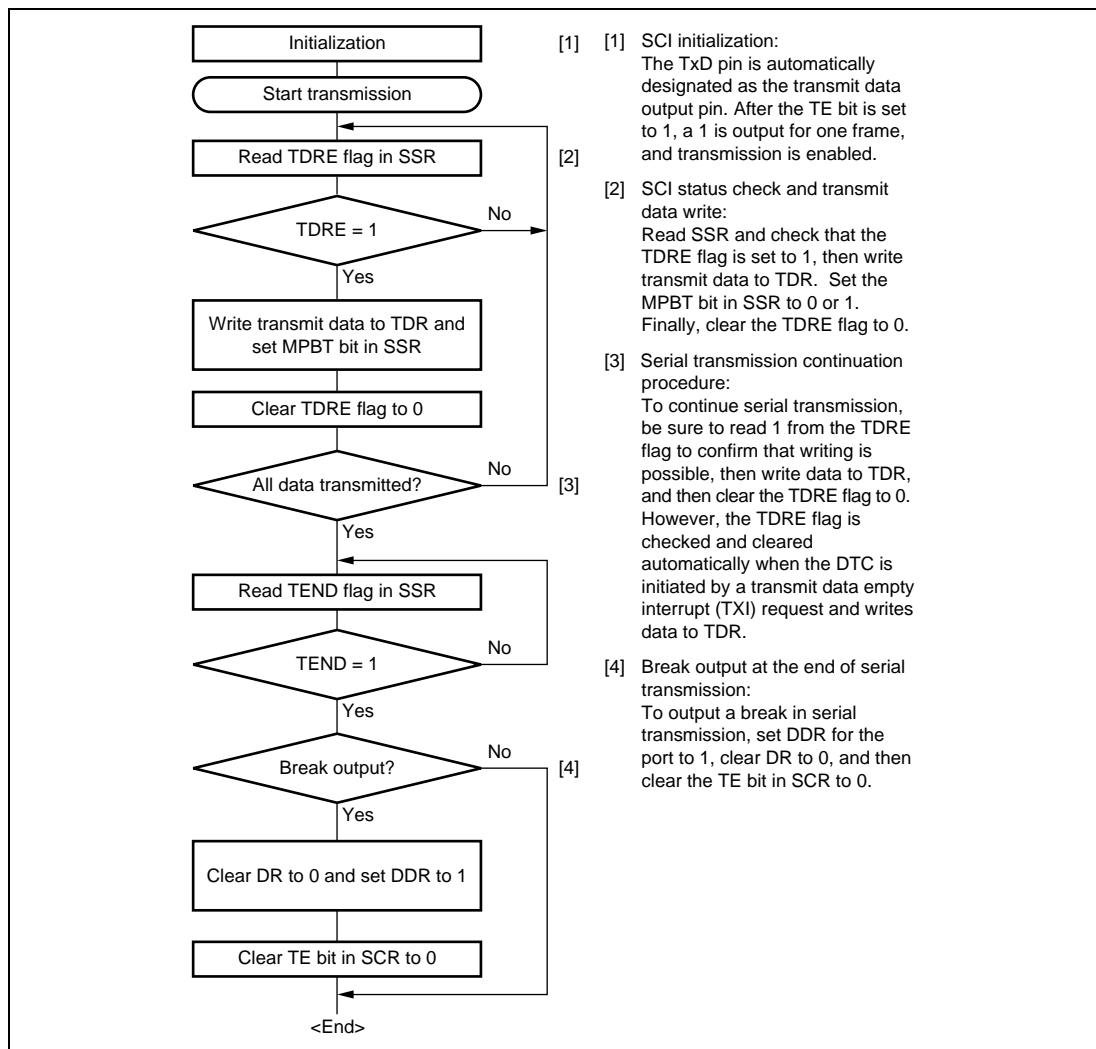 Initialization
[1]
Start transmission
Read TDRE flag in SSR
[2]
TDRE = 1
No
Yes
Write transmit data to TDR and
set MPBT bit in SSR
Clear TDRE flag to 0
All data transmitted?
No
[3]
Yes
Read TEND flag in SSR
TEND = 1
No
Yes
Break output?
No
[4]
Yes
Clear DR to 0 and set DDR to 1
Clear TE bit in SCR to 0
<End>
[1] SCI initialization:
The TxD pin is automatically
designated as the transmit data
output pin. After the TE bit is set
to 1, a 1 is output for one frame,
and transmission is enabled.
[2] SCI status check and transmit
data write:
Read SSR and check that the
TDRE flag is set to 1, then write
transmit data to TDR. Set the
MPBT bit in SSR to 0 or 1.
Finally, clear the TDRE flag to 0.
[3] Serial transmission continuation
procedure:
To continue serial transmission,
be sure to read 1 from the TDRE
flag to confirm that writing is
possible, then write data to TDR,
and then clear the TDRE flag to 0.
However, the TDRE flag is
checked and cleared
automatically when the DTC is
initiated by a transmit data empty
interrupt (TXI) request and writes
data to TDR.
[4] Break output at the end of serial
transmission:
To output a break in serial
transmission, set DDR for the
port to 1, clear DR to 0, and then
clear the TE bit in SCR to 0.